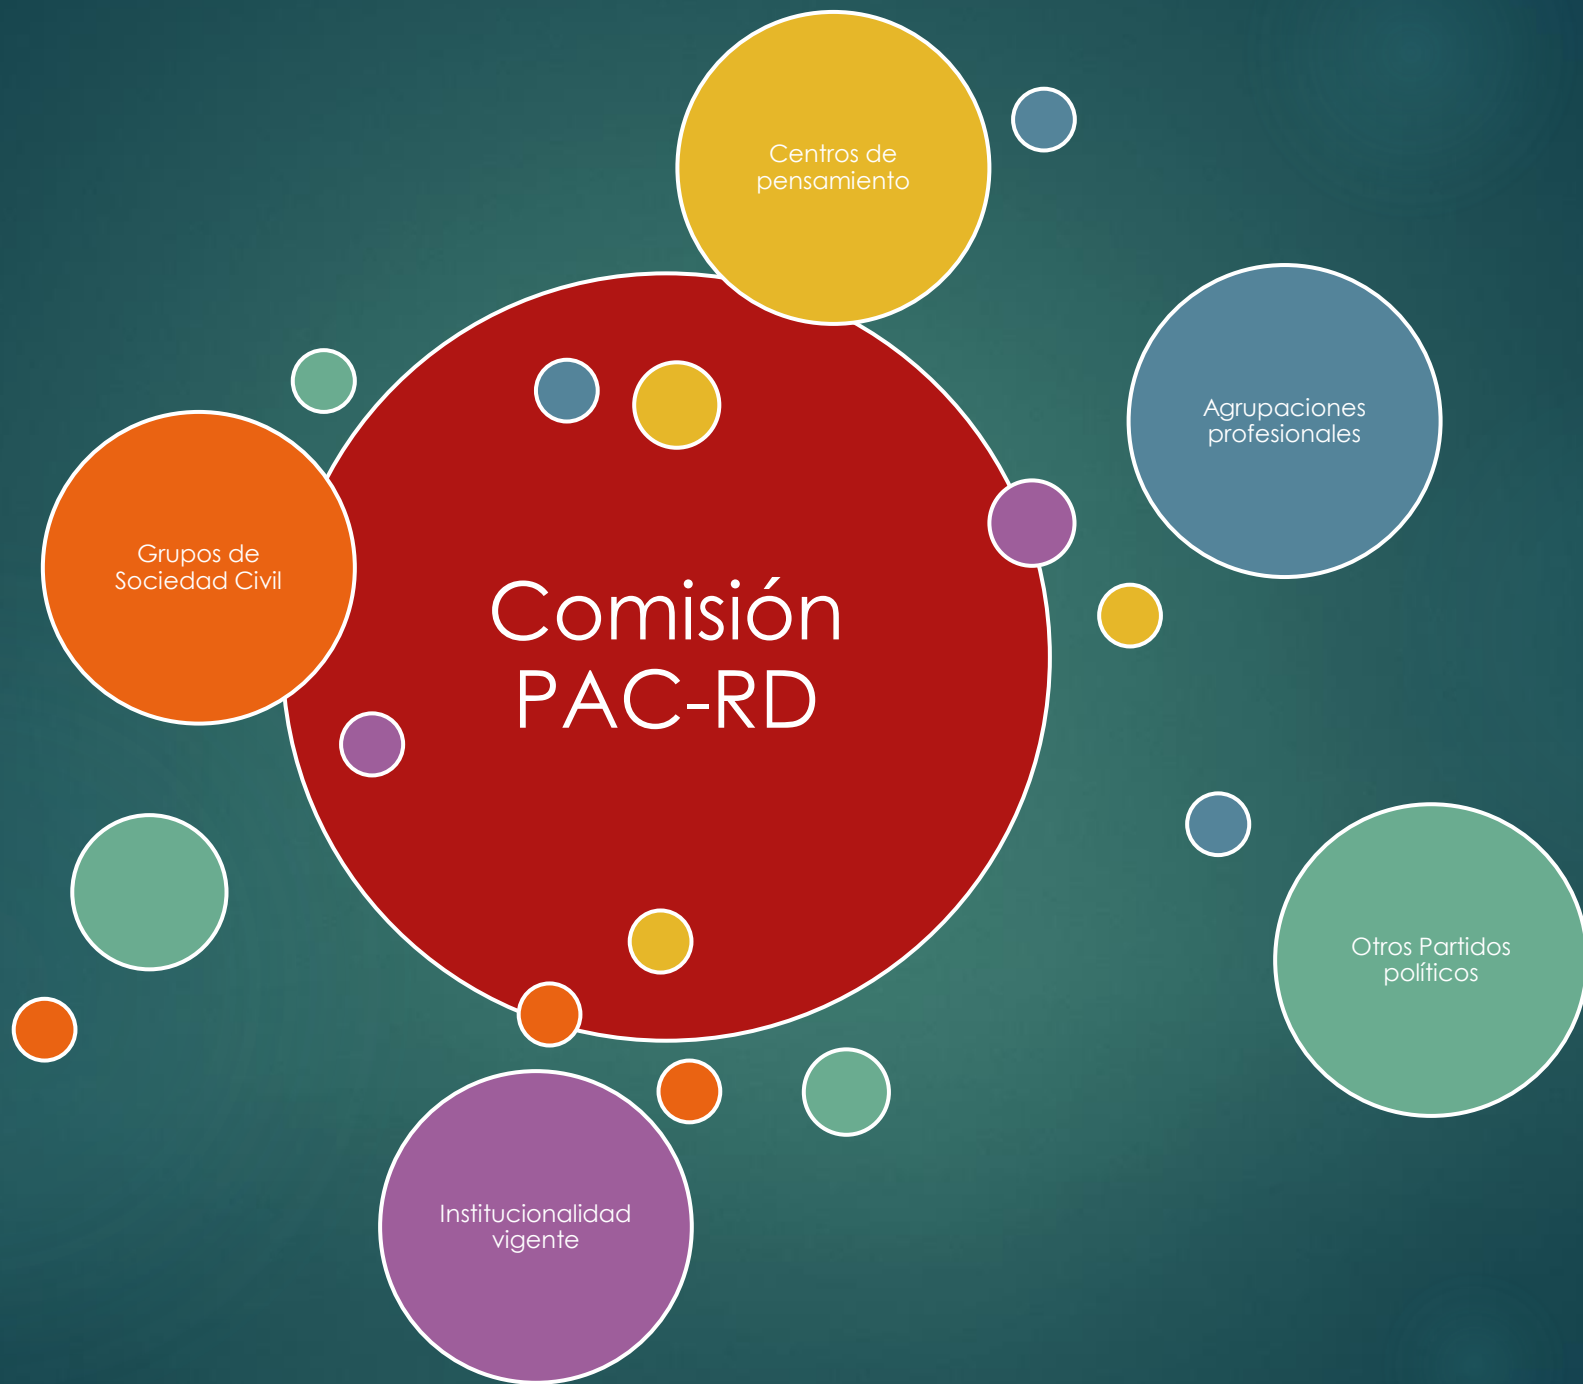 Centros de
pensamiento
Agrupaciones
profesionales
Grupos de
Sociedad Civil
Comisión
PAC-RD
Otros Partidos
políticos
Institucionalidad
vigente